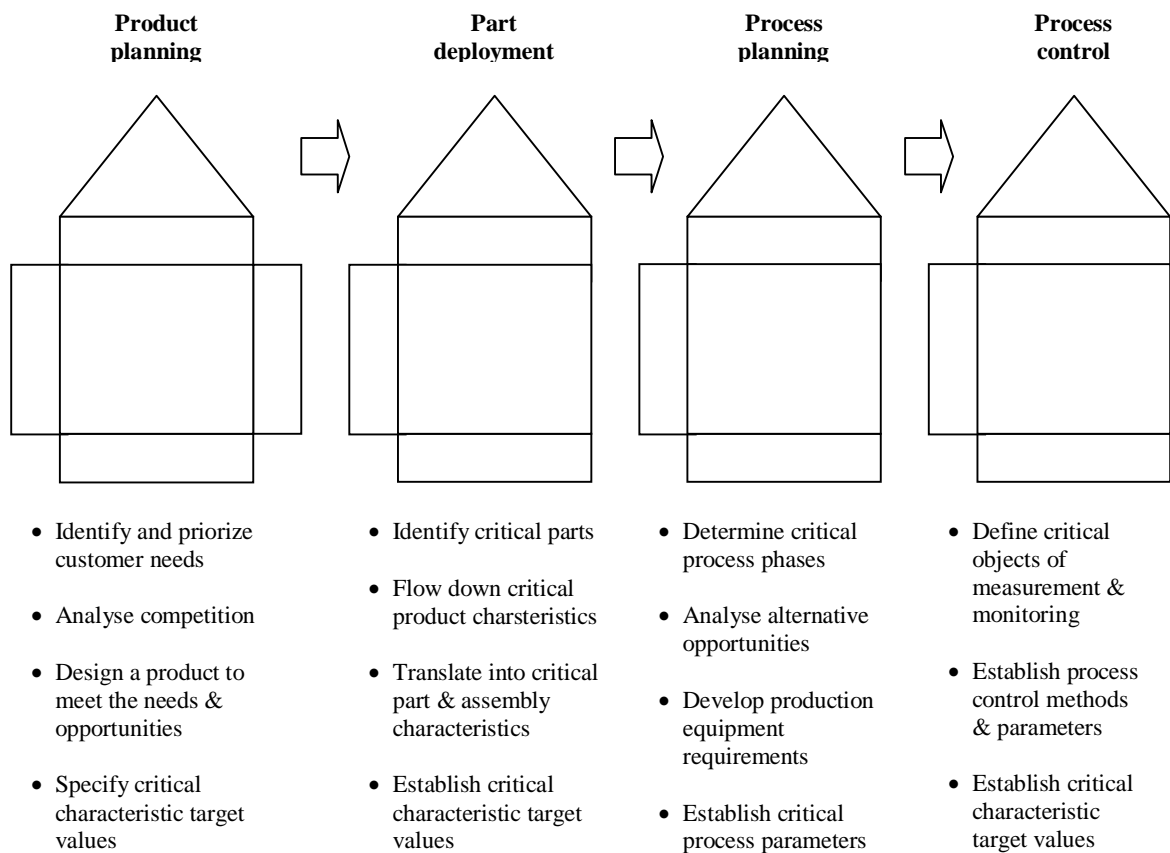 Product
planning
Part
deployment
Process
planning
Process
control
• Identify and priorize
customer needs
• Analyse competition
• Design a product to
meet the needs &
opportunities
• Specify critical
characteristic target
values
• Identify critical parts
• Flow down critical
product charsteristics
• Translate into critical
part & assembly
characteristics
• Establish critical
characteristic target
values
• Determine critical
process phases
• Analyse alternative
opportunities
• Develop production
equipment
requirements
• Establish critical
process parameters
• Define critical
objects of
measurement &
monitoring
• Establish process
control methods
& parameters
• Establish critical
characteristic
target values